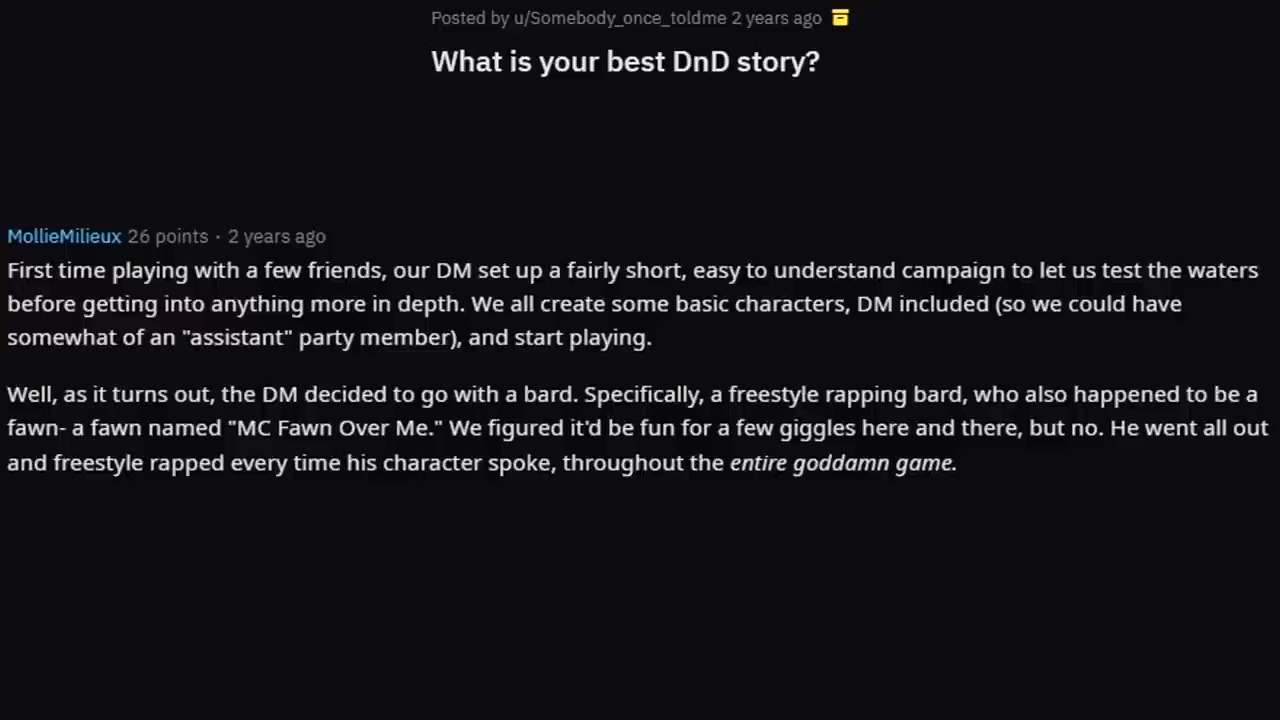 Posted by u/Somebody_once_toldme 2 years ago
What is your best DnD story?
MollieMilieux 26 points · 2 years ago
First time playing with a few friends, our DM set up a fairly short, easy to understand campaign to let us test the waters
before getting into anything more in depth. We all create some basic characters, DM included (so we could have
somewhat of an "assistant" party member), and start playing.
Well, as it turns out, the DM decided to go with a bard. Specifically, a freestyle rapping bard, who also happened to be a
fawn- a fawn named "MC Fawn Over Me." We figured it'd be fun for a few giggles here and there, but no. He went all out
and freestyle rapped every time his character spoke, throughout the entire goddamn game.